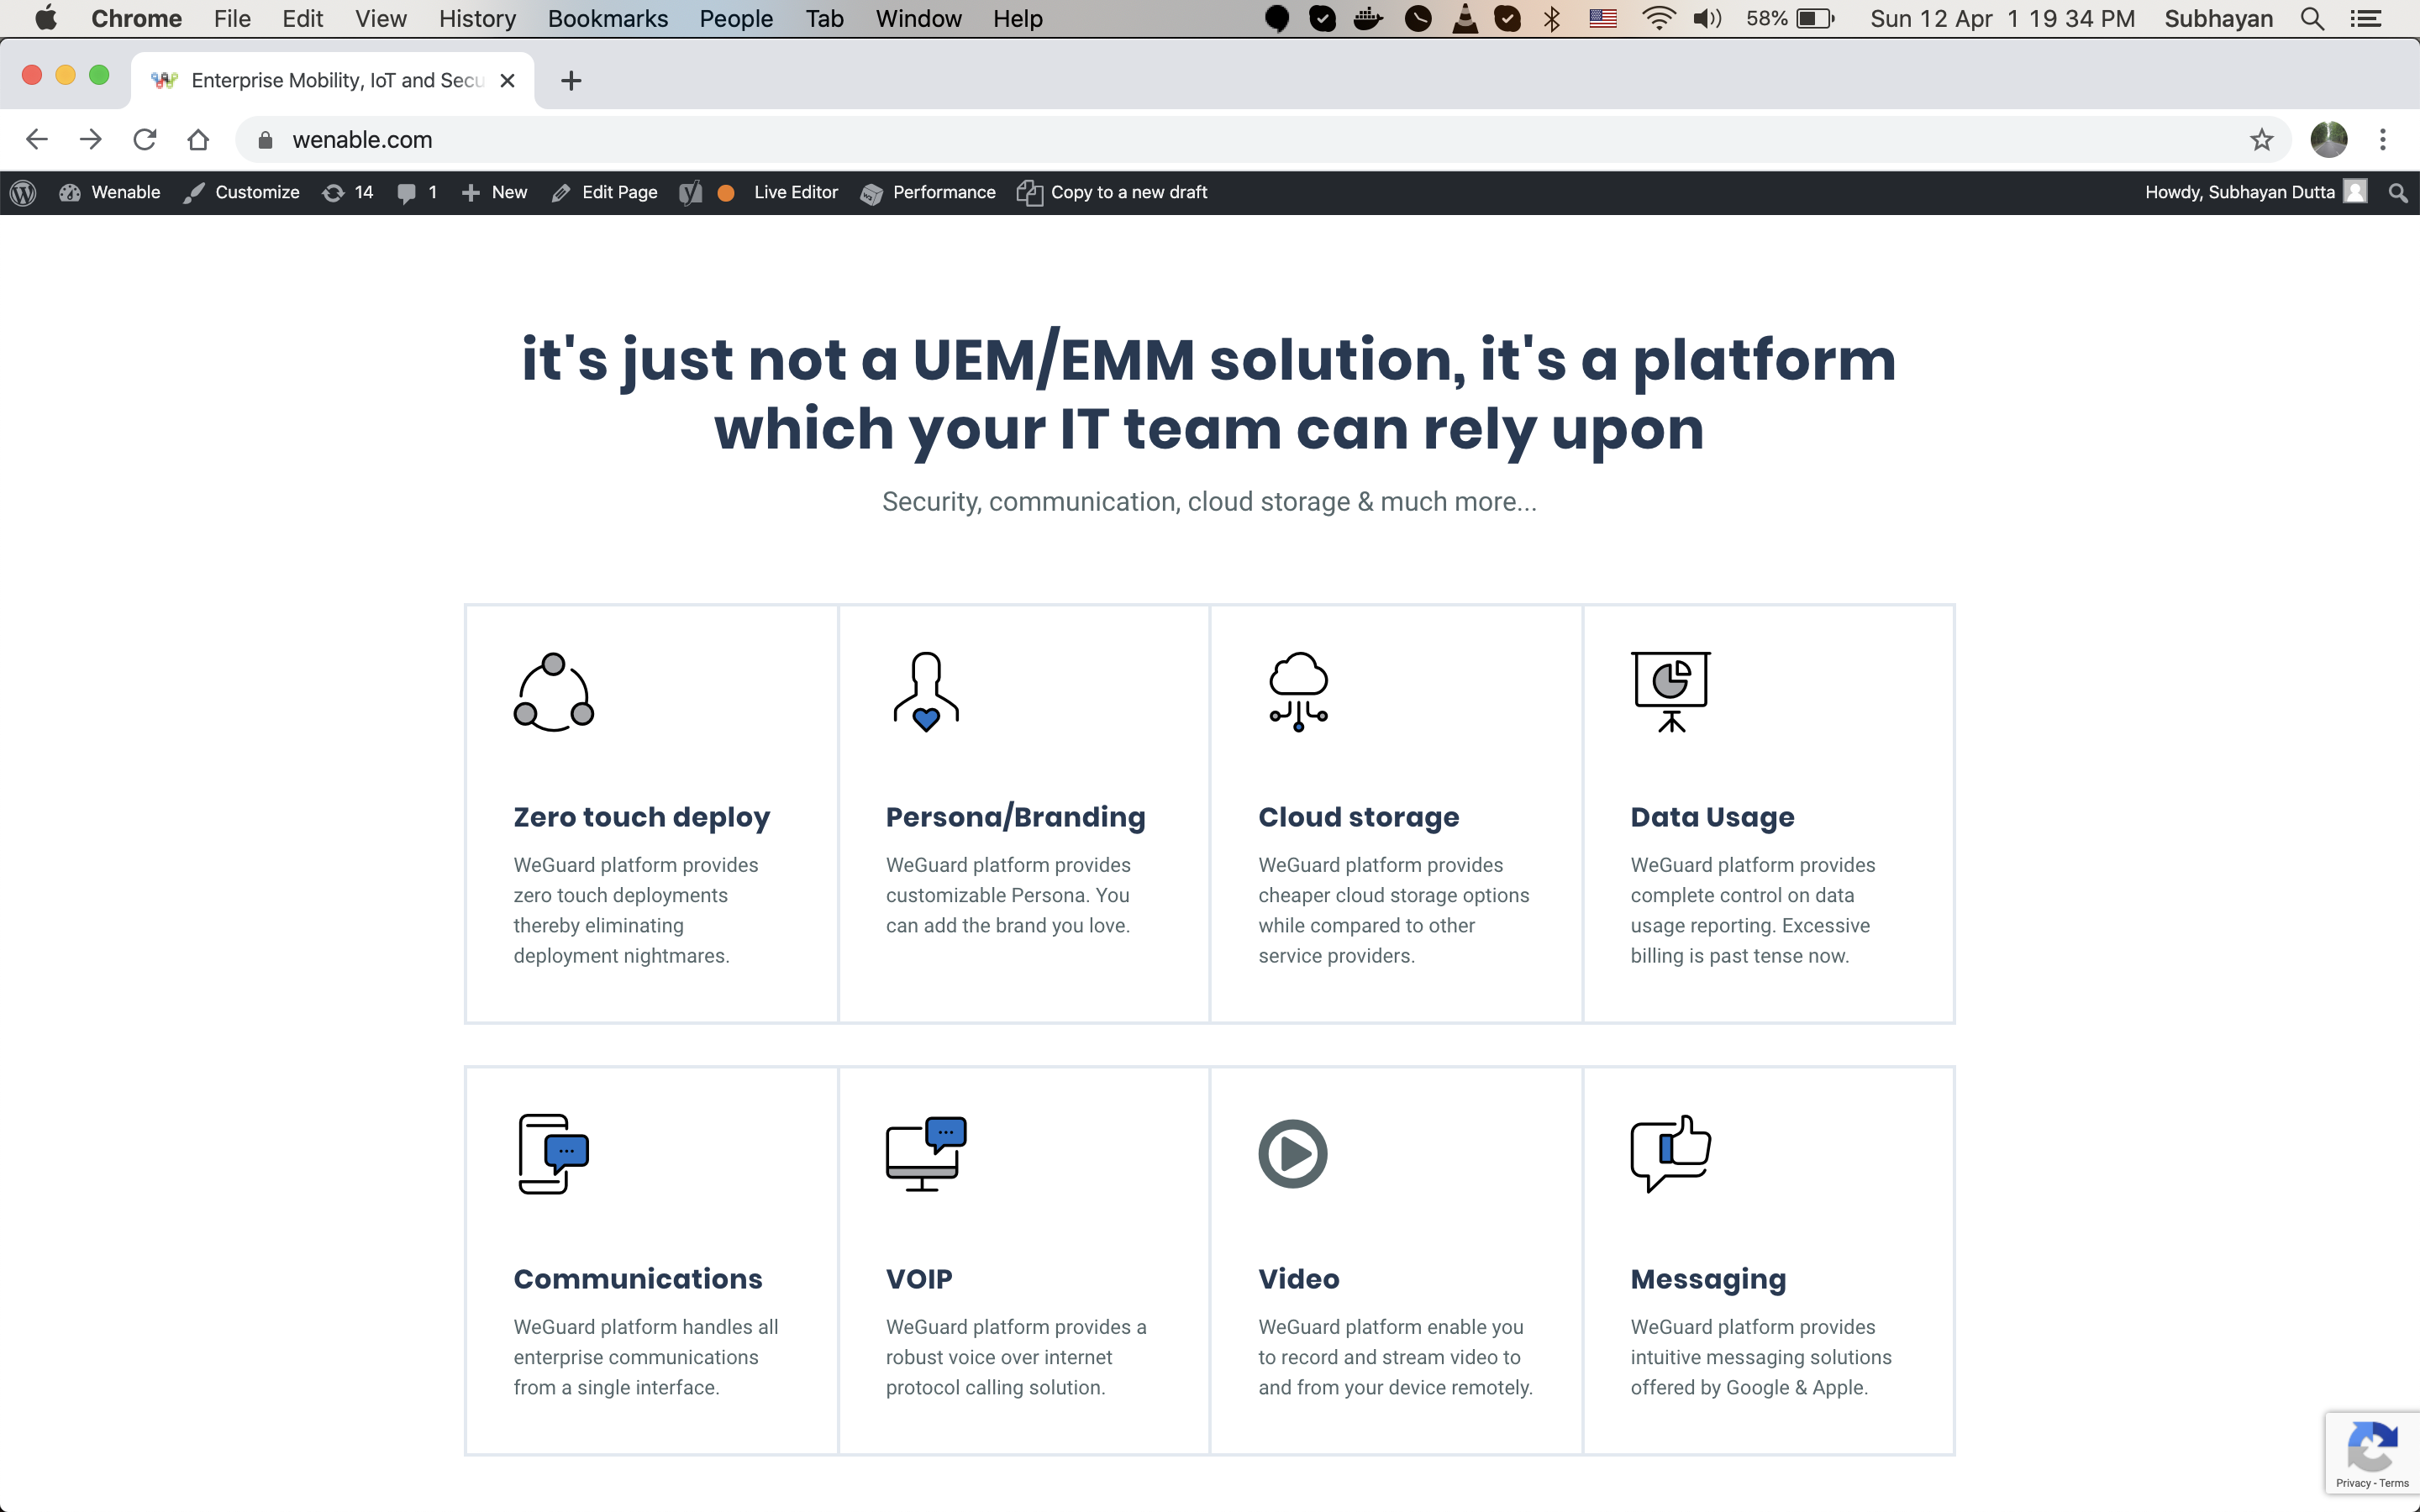 Chrome File Edit View History Bookmarks People Tab Window Help 58% Sun 12 Apr 1 19 34 PM Subhayan
Enterprise Mobility, IoT and Secu
wenable.com
Wenable Customize 14 1 New Edit Page Live Editor Performance Copy to a new draft Howdy, Subhayan Dutta
it's just not a UEM/EMM solution, it's a platform
which your IT team can rely upon
Security, communication, cloud storage & much more...
Zero touch deploy
WeGuard platform provides
zero touch deployments
thereby eliminating
deployment nightmares.
Persona/Branding
WeGuard platform provides
customizable Persona. You
can add the brand you love.
Cloud storage
WeGuard platform provides
cheaper cloud storage options
while compared to other
service providers.
Data Usage
WeGuard platform provides
complete control on data
usage reporting. Excessive
billing is past tense now.
Communications
WeGuard platform handles all
enterprise communications
from a single interface.
VOIP
WeGuard platform provides a
robust voice over internet
protocol calling solution.
Video
WeGuard platform enable you
to record and stream video to
and from your device remotely.
Messaging
WeGuard platform provides
intuitive messaging solutions
offered by Google & Apple.
Privacy - Terms